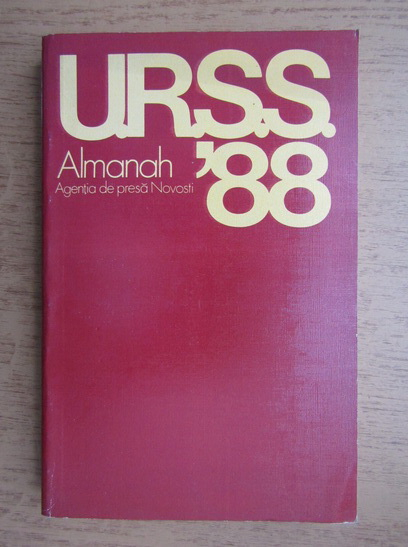 U.R.S.S.
Almanah '88
Agenția de presă Novosti